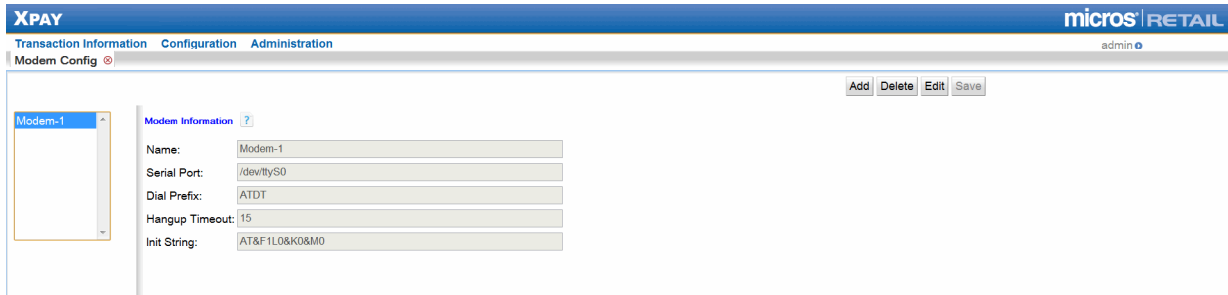 XPAY
micros RETAIL
Transaction Information Configuration Administration
admin
Modem Config
Add Delete Edit Save
Modem-1
Modem Information ?
Name: Modem-1
Serial Port: /dev/ttyS0
Dial Prefix: ATDT
Hangup Timeout: 15
Init String: AT&F1L0&K0&M0